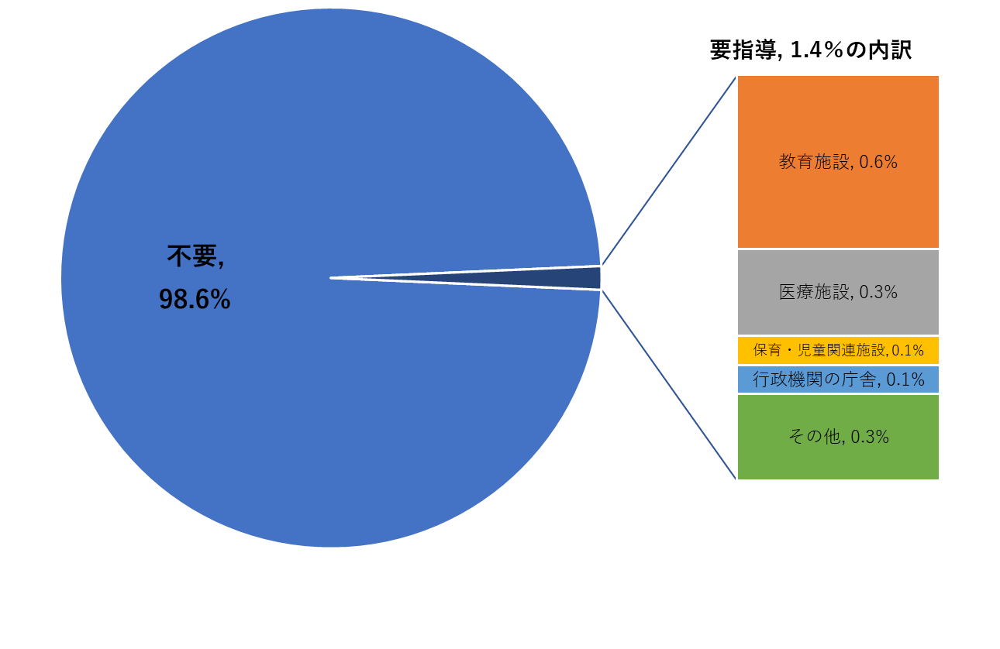 不要,
98.6%
要指導, 1.4%の内訳
教育施設, 0.6%
医療施設, 0.3%
保育・児童関連施設, 0.1%
行政機関の庁舎, 0.1%
その他, 0.3%